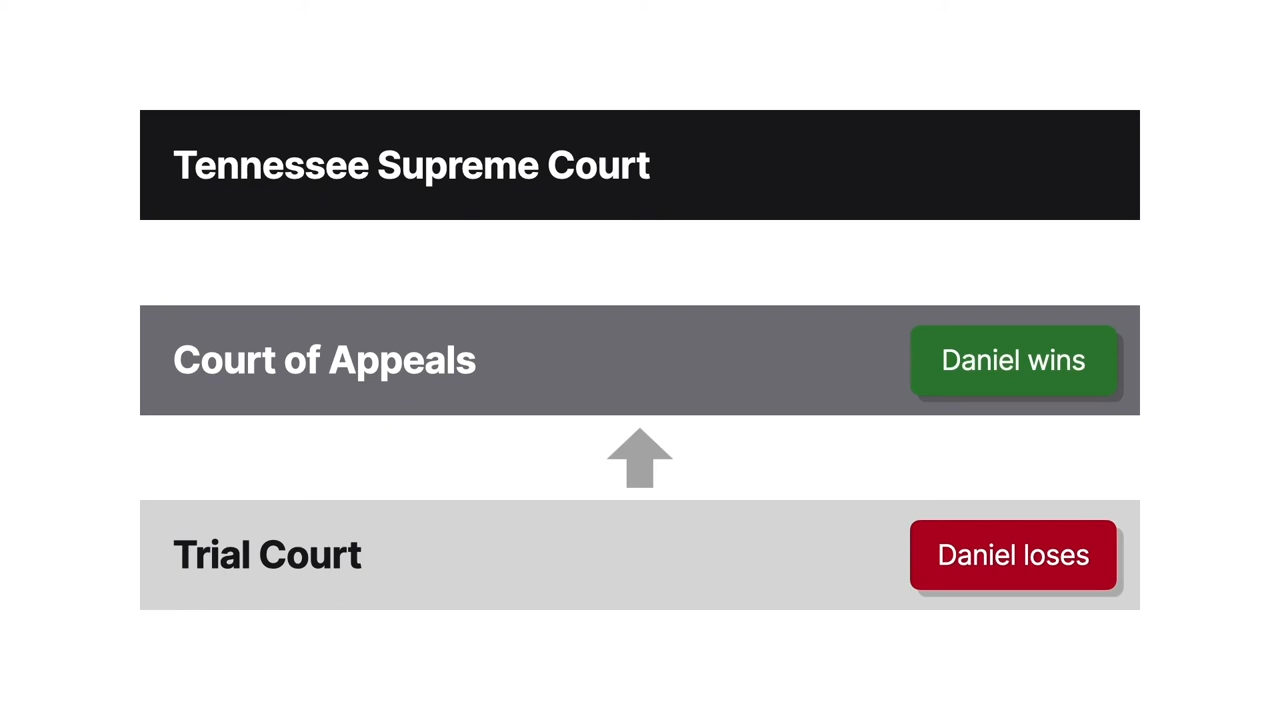 Tennessee Supreme Court
Court of Appeals
Daniel wins
Trial Court
Daniel loses